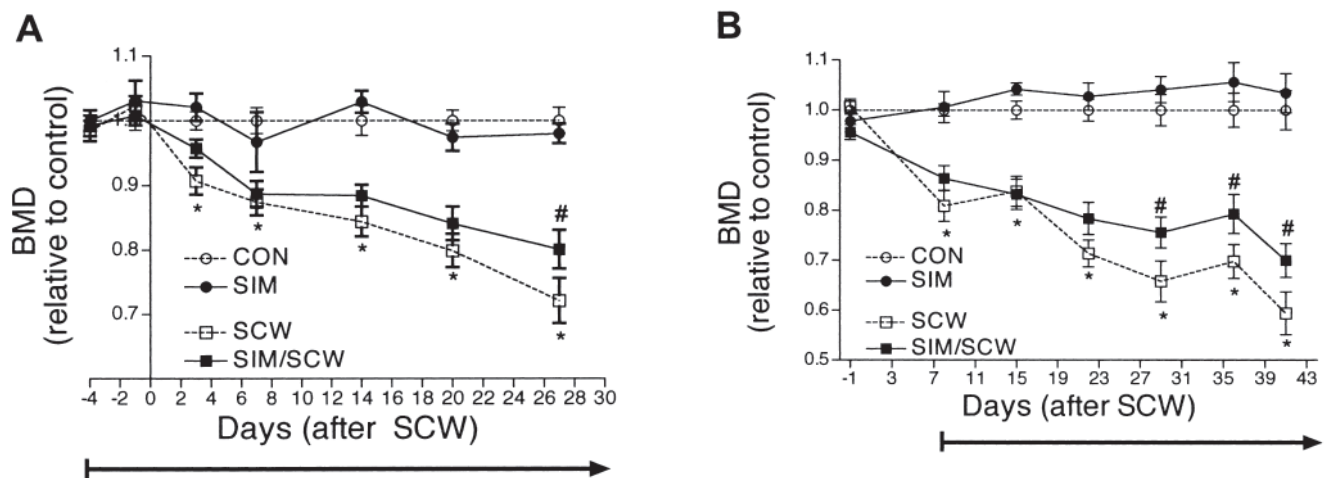 A
BMD
(relative to control)
1.1
1.0
0.9
0.8
0.7
CON
SIM
SCW
SIM/SCW
*
*
*
*
#
*
-4 -2 0 2 4 6 8 10 12 14 16 18 20 22 24 26 28 30
Days (after SCW)
B
BMD
(relative to control)
1.1
1.0
0.9
0.8
0.7
0.6
0.5
CON
SIM
SCW
SIM/SCW
*
*
*
#
*
#
*
#
*
-1 3 7 11 15 19 23 27 31 35 39 43
Days (after SCW)